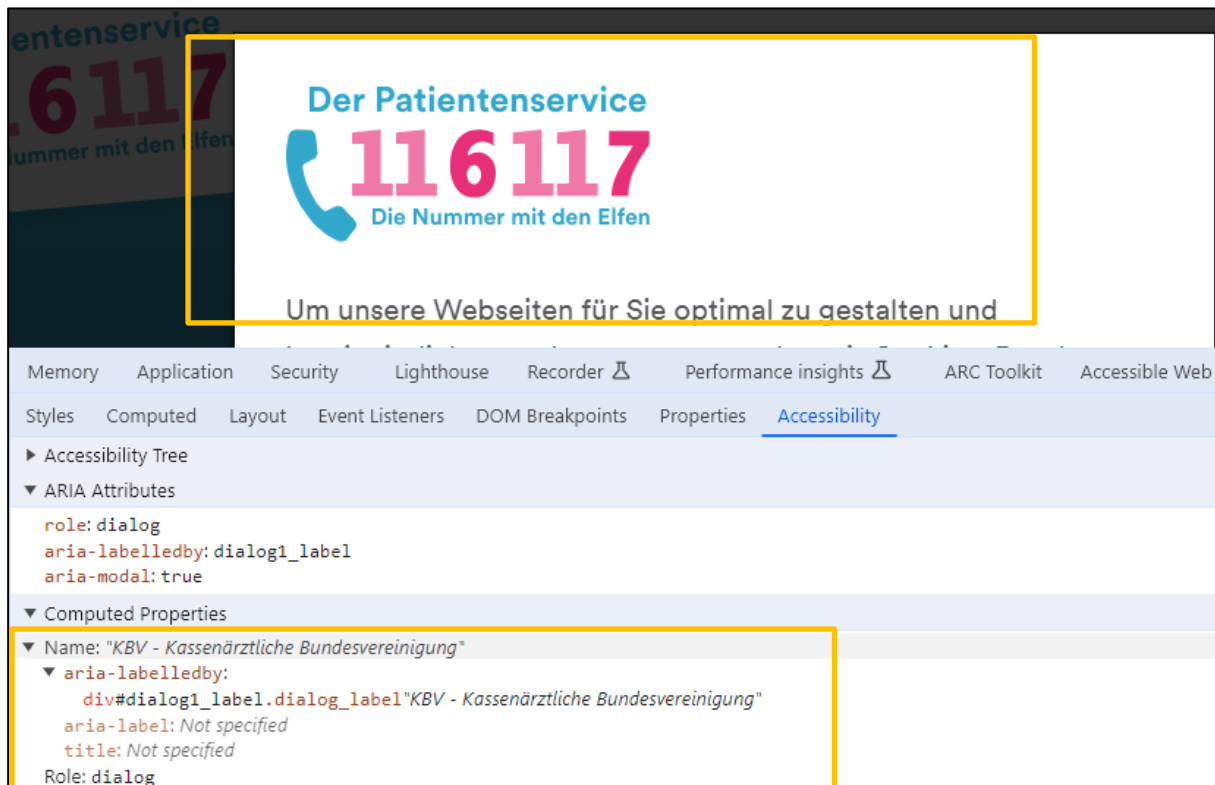 entenservice
6 117
ummer mit den Elfen
Der Patientenservice
116117
Die Nummer mit den Elfen
Um unsere Webseiten für Sie optimal zu gestalten und
Memory Application Security Lighthouse Recorder Performance insights ARC Toolkit Accessible Web
Styles Computed Layout Event Listeners DOM Breakpoints Properties Accessibility
▶ Accessibility Tree
▼ ARIA Attributes
role: dialog
aria-labelledby: dialog1_label
aria-modal: true
▼ Computed Properties
▼ Name: "KBV - Kassenärztliche Bundesvereinigung"
▼ aria-labelledby:
div#dialog1_label.dialog_label"KBV - Kassenärztliche Bundesvereinigung"
aria-label: Not specified
title: Not specified
Role: dialog